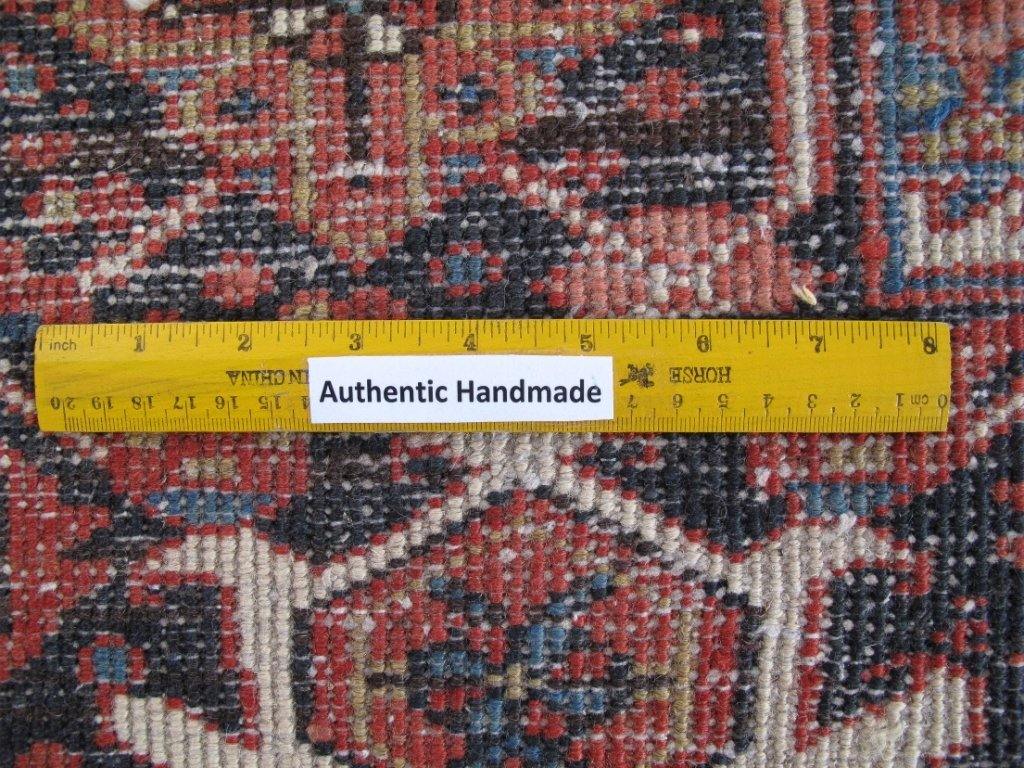 inch 1 2 3 4 5 6 7 8
IN CHINA HORSE
Authentic Handmade
20 19 18 17 16 15 7 6 5 4 3 2 1 cm 0